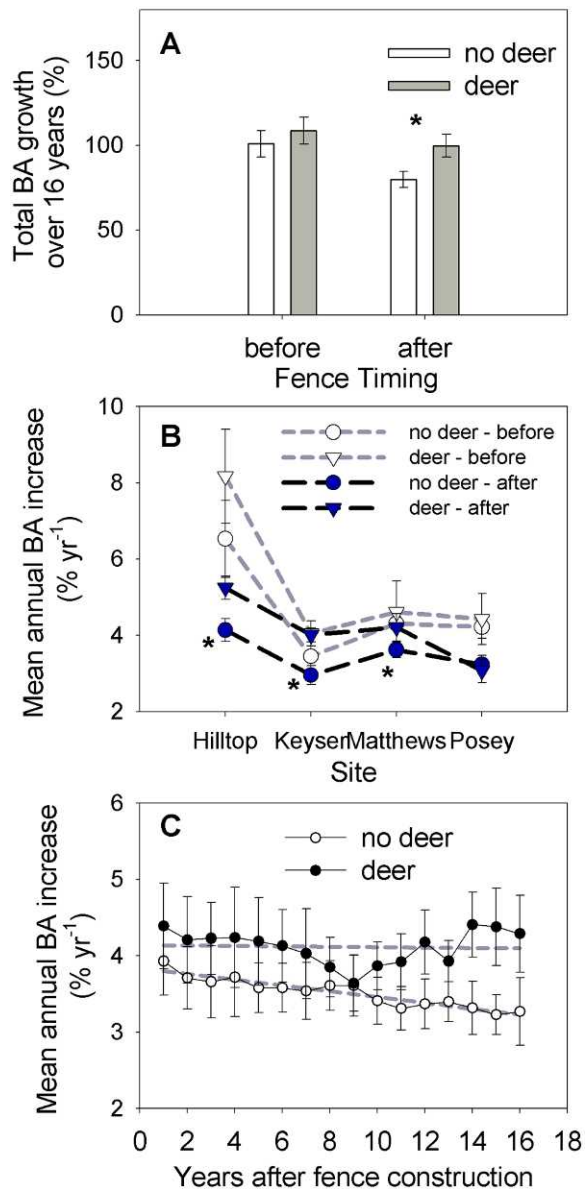 A
no deer
deer
*
Total BA growth
over 16 years (%)
150
100
50
0
before
after
Fence Timing
B
no deer - before
deer - before
no deer - after
deer - after
Mean annual BA increase
(% yr⁻¹)
10
8
6
4
2
*
*
*
Hilltop Keyser Matthews Posey
Site
C
no deer
deer
Mean annual BA increase
(% yr⁻¹)
6
5
4
3
2
0 2 4 6 8 10 12 14 16 18
Years after fence construction